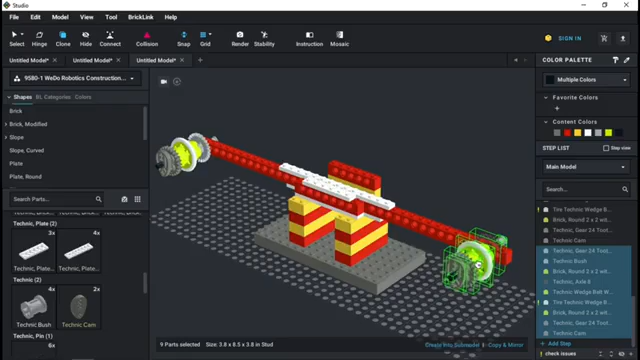 Studio
File Edit Model View Tool BrickLink Help
Select Hinge Clone Hide Connect Collision Snap Grid Render Stability Instruction Mosaic SIGN IN
Untitled Model* Untitled Model* Untitled Model*
9580-1 WeDo Robotics Construction...
Shapes BL Categories Colors
Brick
Brick, Modified
Slope
Slope, Curved
Plate
Plate, Round
Search Parts...
Technic, Plate (2)
3x 4x
Technic, Plate... Technic, Plate...
Technic (2)
4x 2x
Technic Bush Technic Cam
Technic, Pin (1)
6x
9 Parts selected
Size: 3.8 x 8.5 x 3.8 in Stud
Create into Submodel
Copy & Mirror
COLOR PALETTE
Multiple Colors
Favorite Colors
+
Content Colors
STEP LIST
Step view
Main Model
Search...
Tire Technic Wedge B...
Brick, Round 2 x 2 wit...
Technic, Gear 24 Toot...
Technic Cam
Technic, Gear 24 Toot...
Technic Bush
Brick, Round 2 x 2 wit...
Technic, Axle 8
Technic Wedge Belt W...
Tire Technic Wedge B...
Brick, Round 2 x 2 wit...
Technic, Gear 24 Toot...
Technic Cam
+ Add Step
check issues